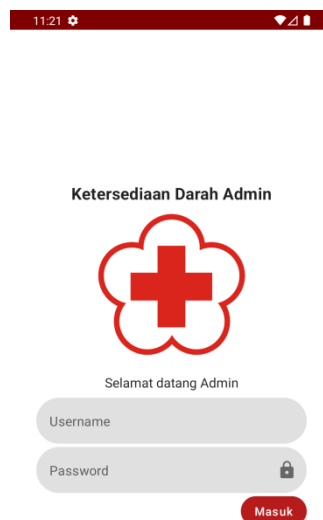 11:21
Ketersediaan Darah Admin
Selamat datang Admin
Username
Password
Masuk